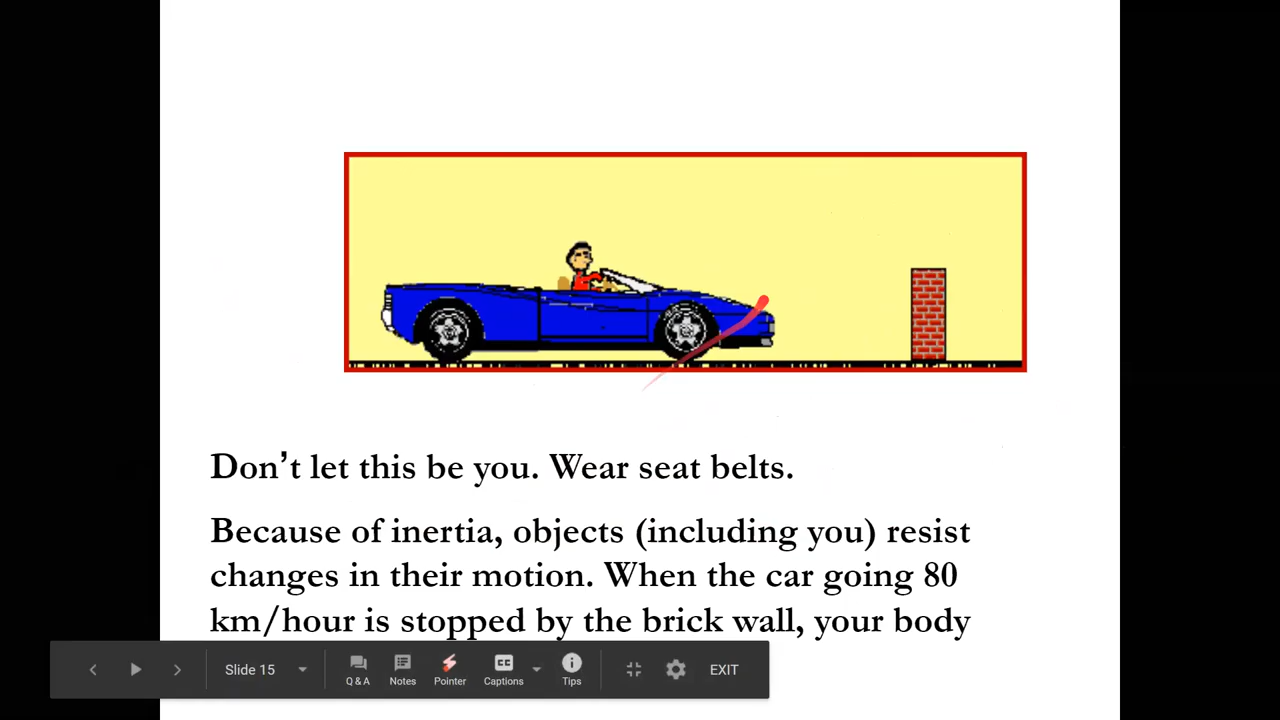 Don’t let this be you. Wear seat belts.
Because of inertia, objects (including you) resist
changes in their motion. When the car going 80
km/hour is stopped by the brick wall, your body
Slide 15
Q & A
Notes
Pointer
CC
Captions
Tips
EXIT